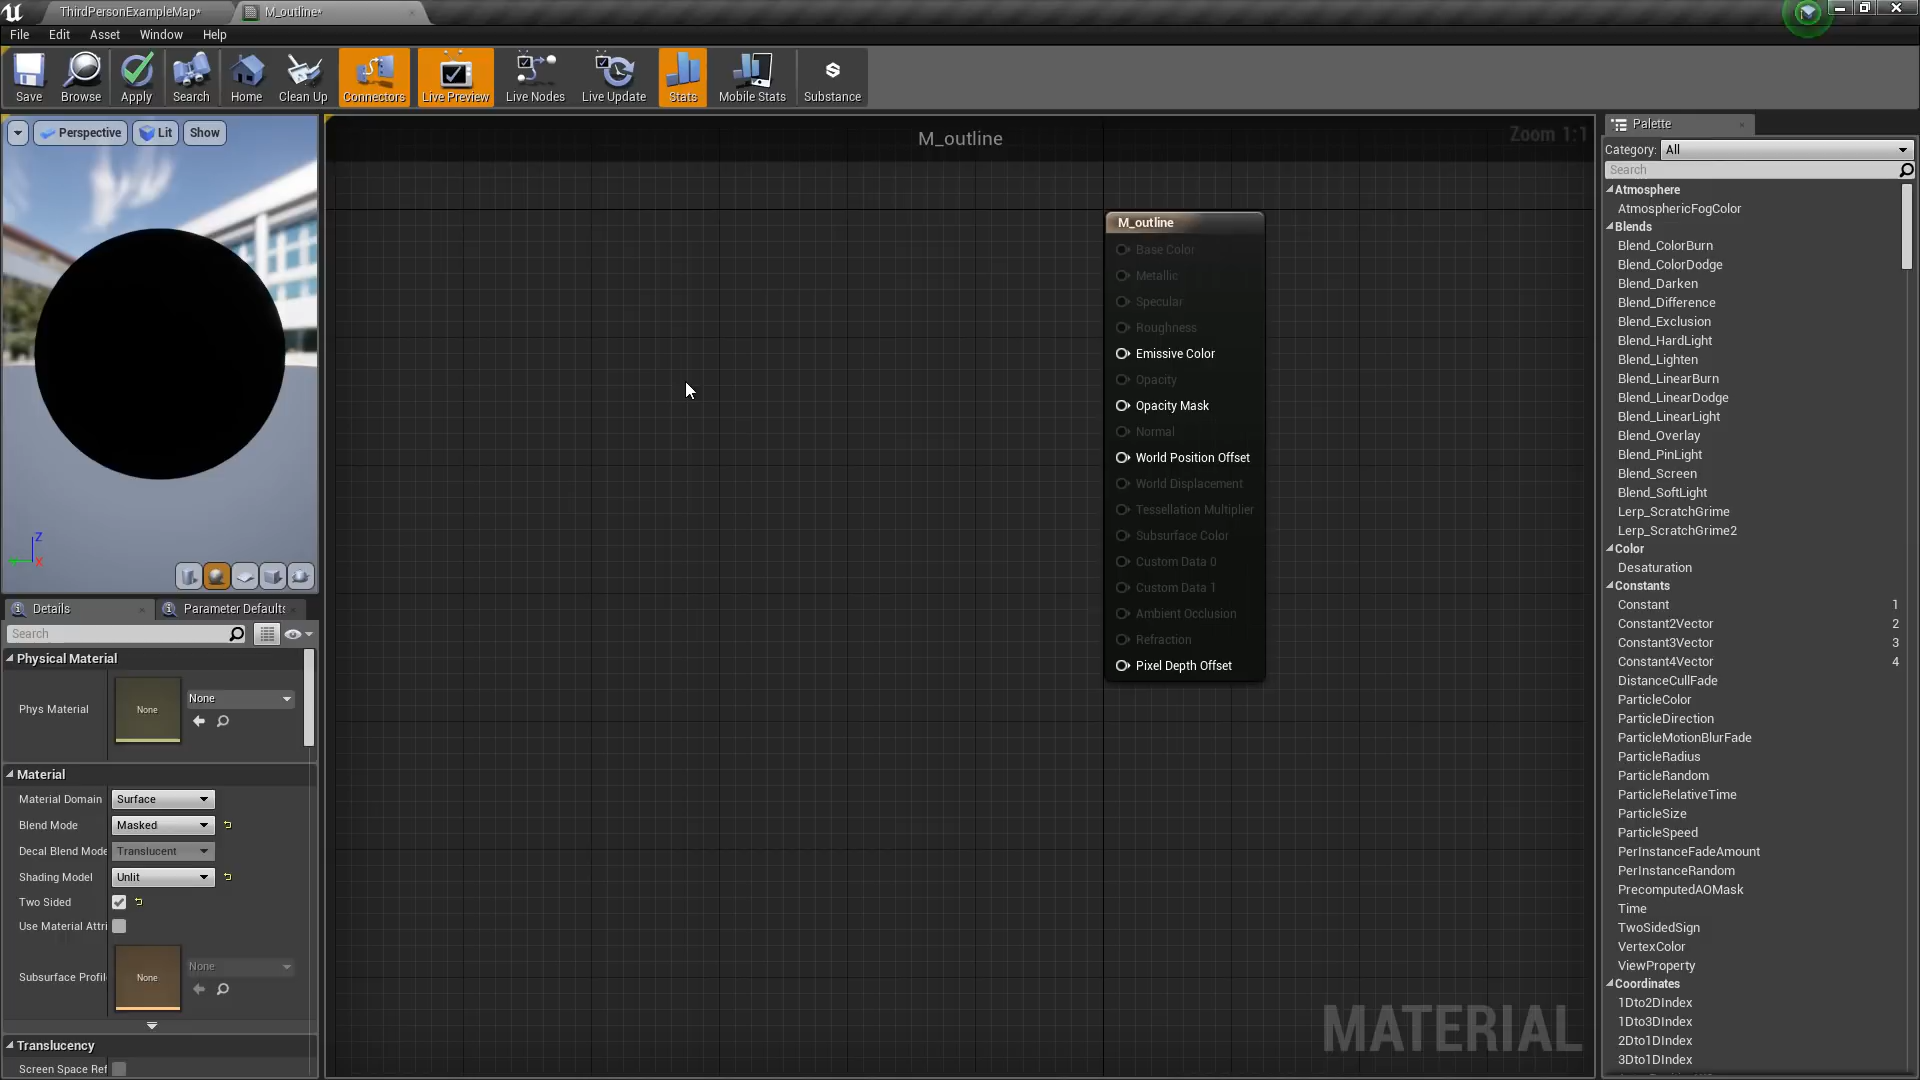 ThirdPersonExampleMap*
M_outline*
File Edit Asset Window Help
Save Browse Apply Search Home Clean Up Connectors Live Preview Live Nodes Live Update Stats Mobile Stats Substance
Perspective Lit Show
Z
X
Details Parameter Defaults
Search
Physical Material
Phys Material None None
Material
Material Domain Surface
Blend Mode Masked
Decal Blend Mode Translucent
Shading Model Unlit
Two Sided
Use Material Attri
Subsurface Profil None None
Translucency
Screen Space Ref
M_outline
Zoom 1:1
M_outline
Base Color
Metallic
Specular
Roughness
Emissive Color
Opacity
Opacity Mask
Normal
World Position Offset
World Displacement
Tessellation Multiplier
Subsurface Color
Custom Data 0
Custom Data 1
Ambient Occlusion
Refraction
Pixel Depth Offset
MATERIAL
Palette
Category: All
Search
Atmosphere
AtmosphericFogColor
Blends
Blend_ColorBurn
Blend_ColorDodge
Blend_Darken
Blend_Difference
Blend_Exclusion
Blend_HardLight
Blend_Lighten
Blend_LinearBurn
Blend_LinearDodge
Blend_LinearLight
Blend_Overlay
Blend_PinLight
Blend_Screen
Blend_SoftLight
Lerp_ScratchGrime
Lerp_ScratchGrime2
Color
Desaturation
Constants
Constant 1
Constant2Vector 2
Constant3Vector 3
Constant4Vector 4
DistanceCullFade
ParticleColor
ParticleDirection
ParticleMotionBlurFade
ParticleRadius
ParticleRandom
ParticleRelativeTime
ParticleSize
ParticleSpeed
PerInstanceFadeAmount
PerInstanceRandom
PrecomputedAOMask
Time
TwoSidedSign
VertexColor
ViewProperty
Coordinates
1Dto2DIndex
1Dto3DIndex
2Dto1DIndex
3Dto1DIndex